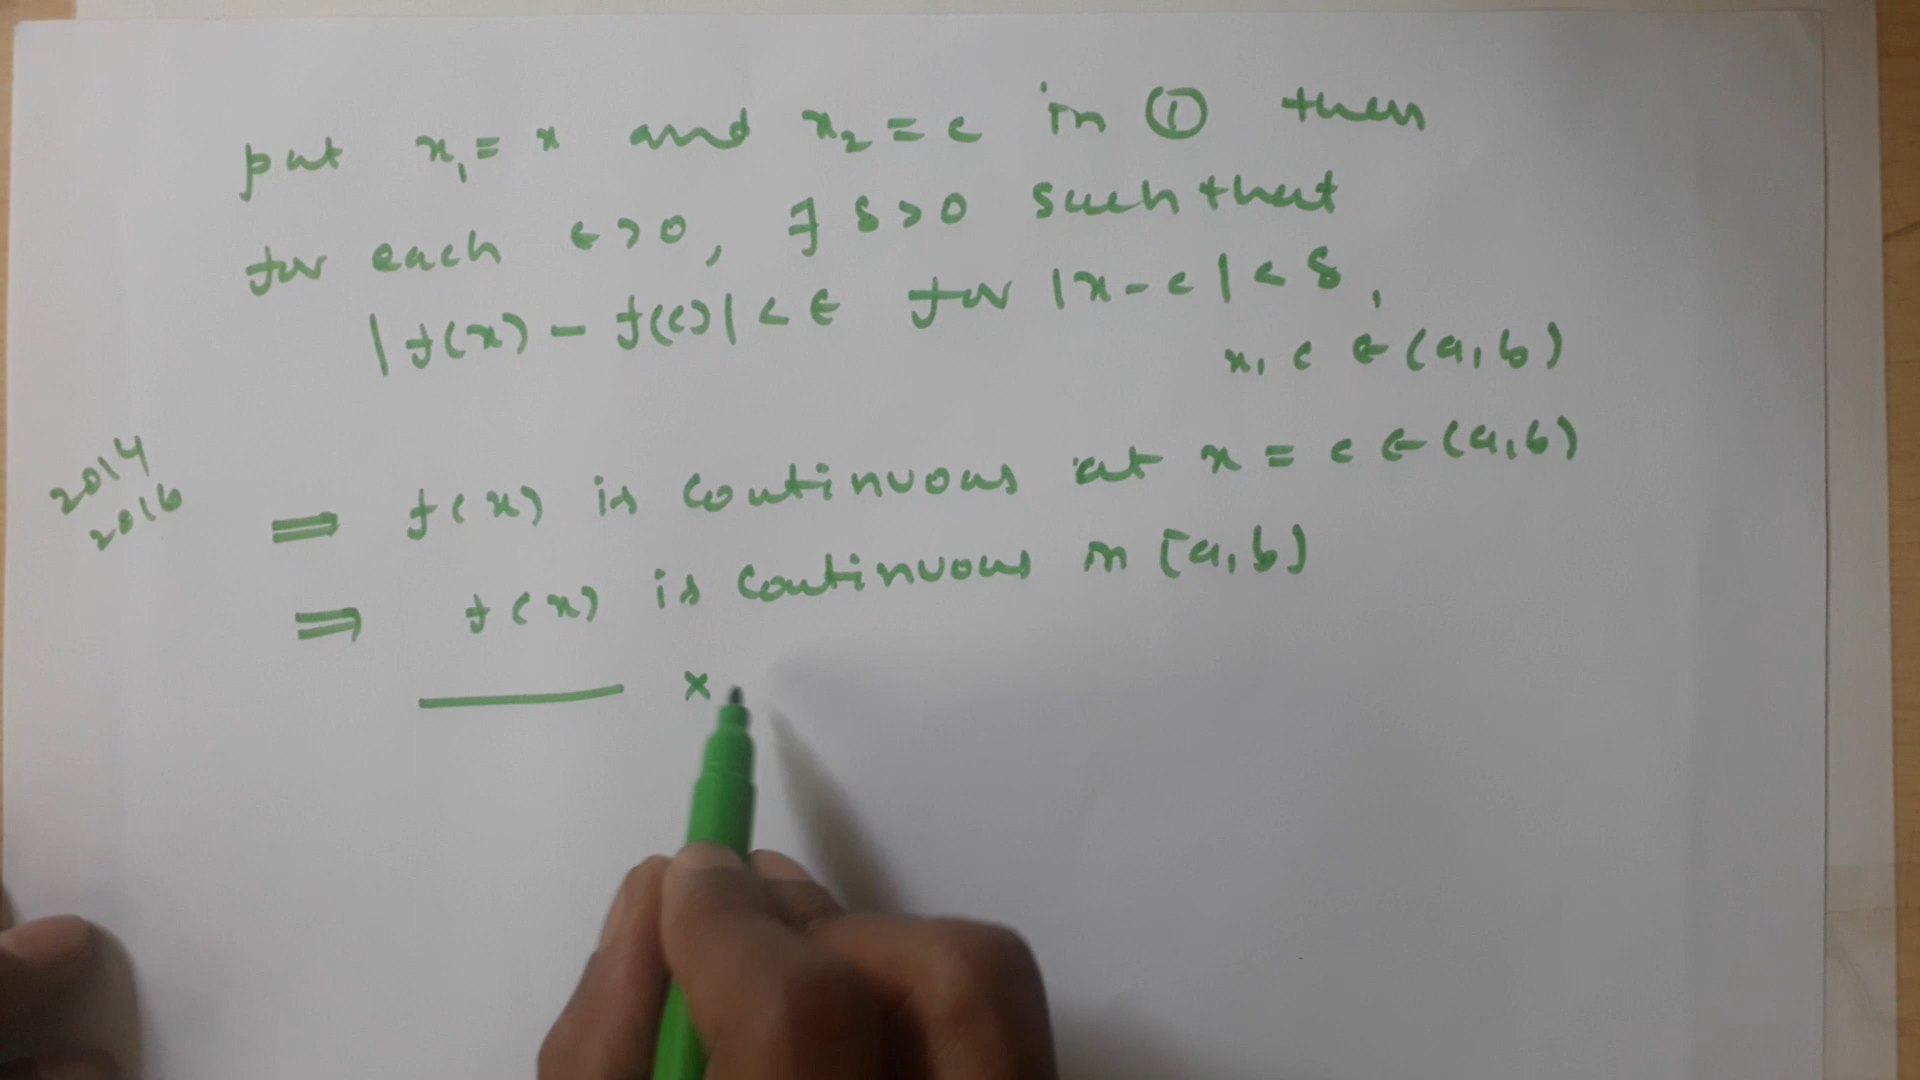 put x₁ = x and x₂ = c in ① then
for each ϵ > 0, ∃ δ > 0 such that
|f(x) - f(c)| < ϵ for |x - c| < δ,
x, c ∈ (a, b)
2014
2016
⇒ f(x) is continuous at x = c ∈ (a, b)
⇒ f(x) is continuous in [a, b]
x